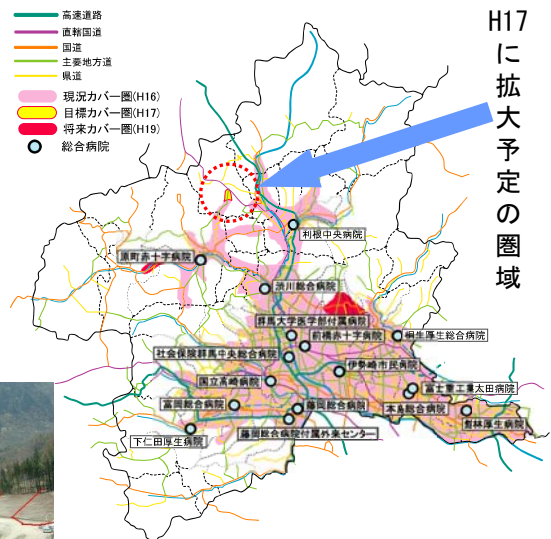 高速道路
直轄国道
国道
主要地方道
県道
現況カバー圏(H16)
目標カバー圏(H17)
将来カバー圏(H19)
総合病院
H17に拡大予定の圏域
利根中央病院
原町赤十字病院
渋川総合病院
群馬大学医学部付属病院
前橋赤十字病院
桐生厚生総合病院
社会保険群馬中央総合病院
伊勢崎市民病院
国立高崎病院
富士重工業太田病院
富岡総合病院
藤岡総合病院
本島総合病院
館林厚生病院
下仁田厚生病院
藤岡総合病院付属外来センター